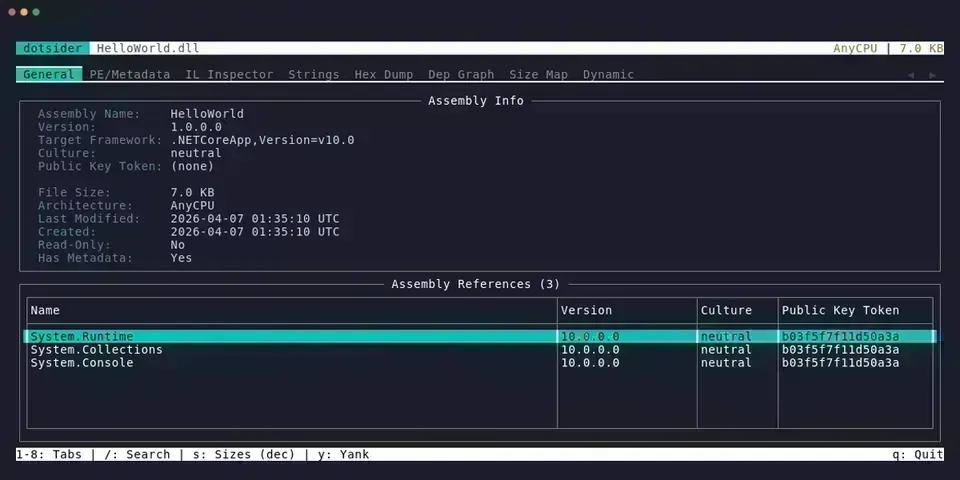 dotsider HelloWorld.dll AnyCPU | 7.0 KB
General PE/Metadata IL Inspector Strings Hex Dump Dep Graph Size Map Dynamic ◄ ►
Assembly Info
Assembly Name: HelloWorld
Version: 1.0.0.0
Target Framework: .NETCoreApp,Version=v10.0
Culture: neutral
Public Key Token: (none)
File Size: 7.0 KB
Architecture: AnyCPU
Last Modified: 2026-04-07 01:35:10 UTC
Created: 2026-04-07 01:35:10 UTC
Read-Only: No
Has Metadata: Yes
Assembly References (3)
Name Version Culture Public Key Token
System.Runtime 10.0.0.0 neutral b03f5f7f11d50a3a
System.Collections 10.0.0.0 neutral b03f5f7f11d50a3a
System.Console 10.0.0.0 neutral b03f5f7f11d50a3a
1-8: Tabs | /: Search | s: Sizes (dec) | y: Yank q: Quit